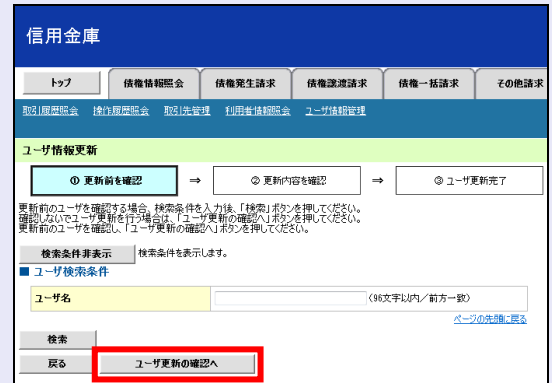 信用金庫
トップ 債権情報照会 債権発生請求 債権譲渡請求 債権一括請求 その他請求
取引履歴照会 操作履歴照会 取引先管理 利用者情報照会 ユーザ情報管理
ユーザ情報更新
① 更新前を確認 ⇒ ② 更新内容を確認 ⇒ ③ ユーザ更新完了
更新前のユーザを確認する場合、検索条件を入力後、「検索」ボタンを押してください。
確認しないでユーザ更新を行う場合は、「ユーザ更新の確認へ」ボタンを押してください。
更新前のユーザを確認し、「ユーザ更新の確認へ」ボタンを押してください。
検索条件非表示 検索条件を表示します。
■ ユーザ検索条件
ユーザ名 (96文字以内／前方一致)
ページの先頭に戻る
検索
戻る ユーザ更新の確認へ